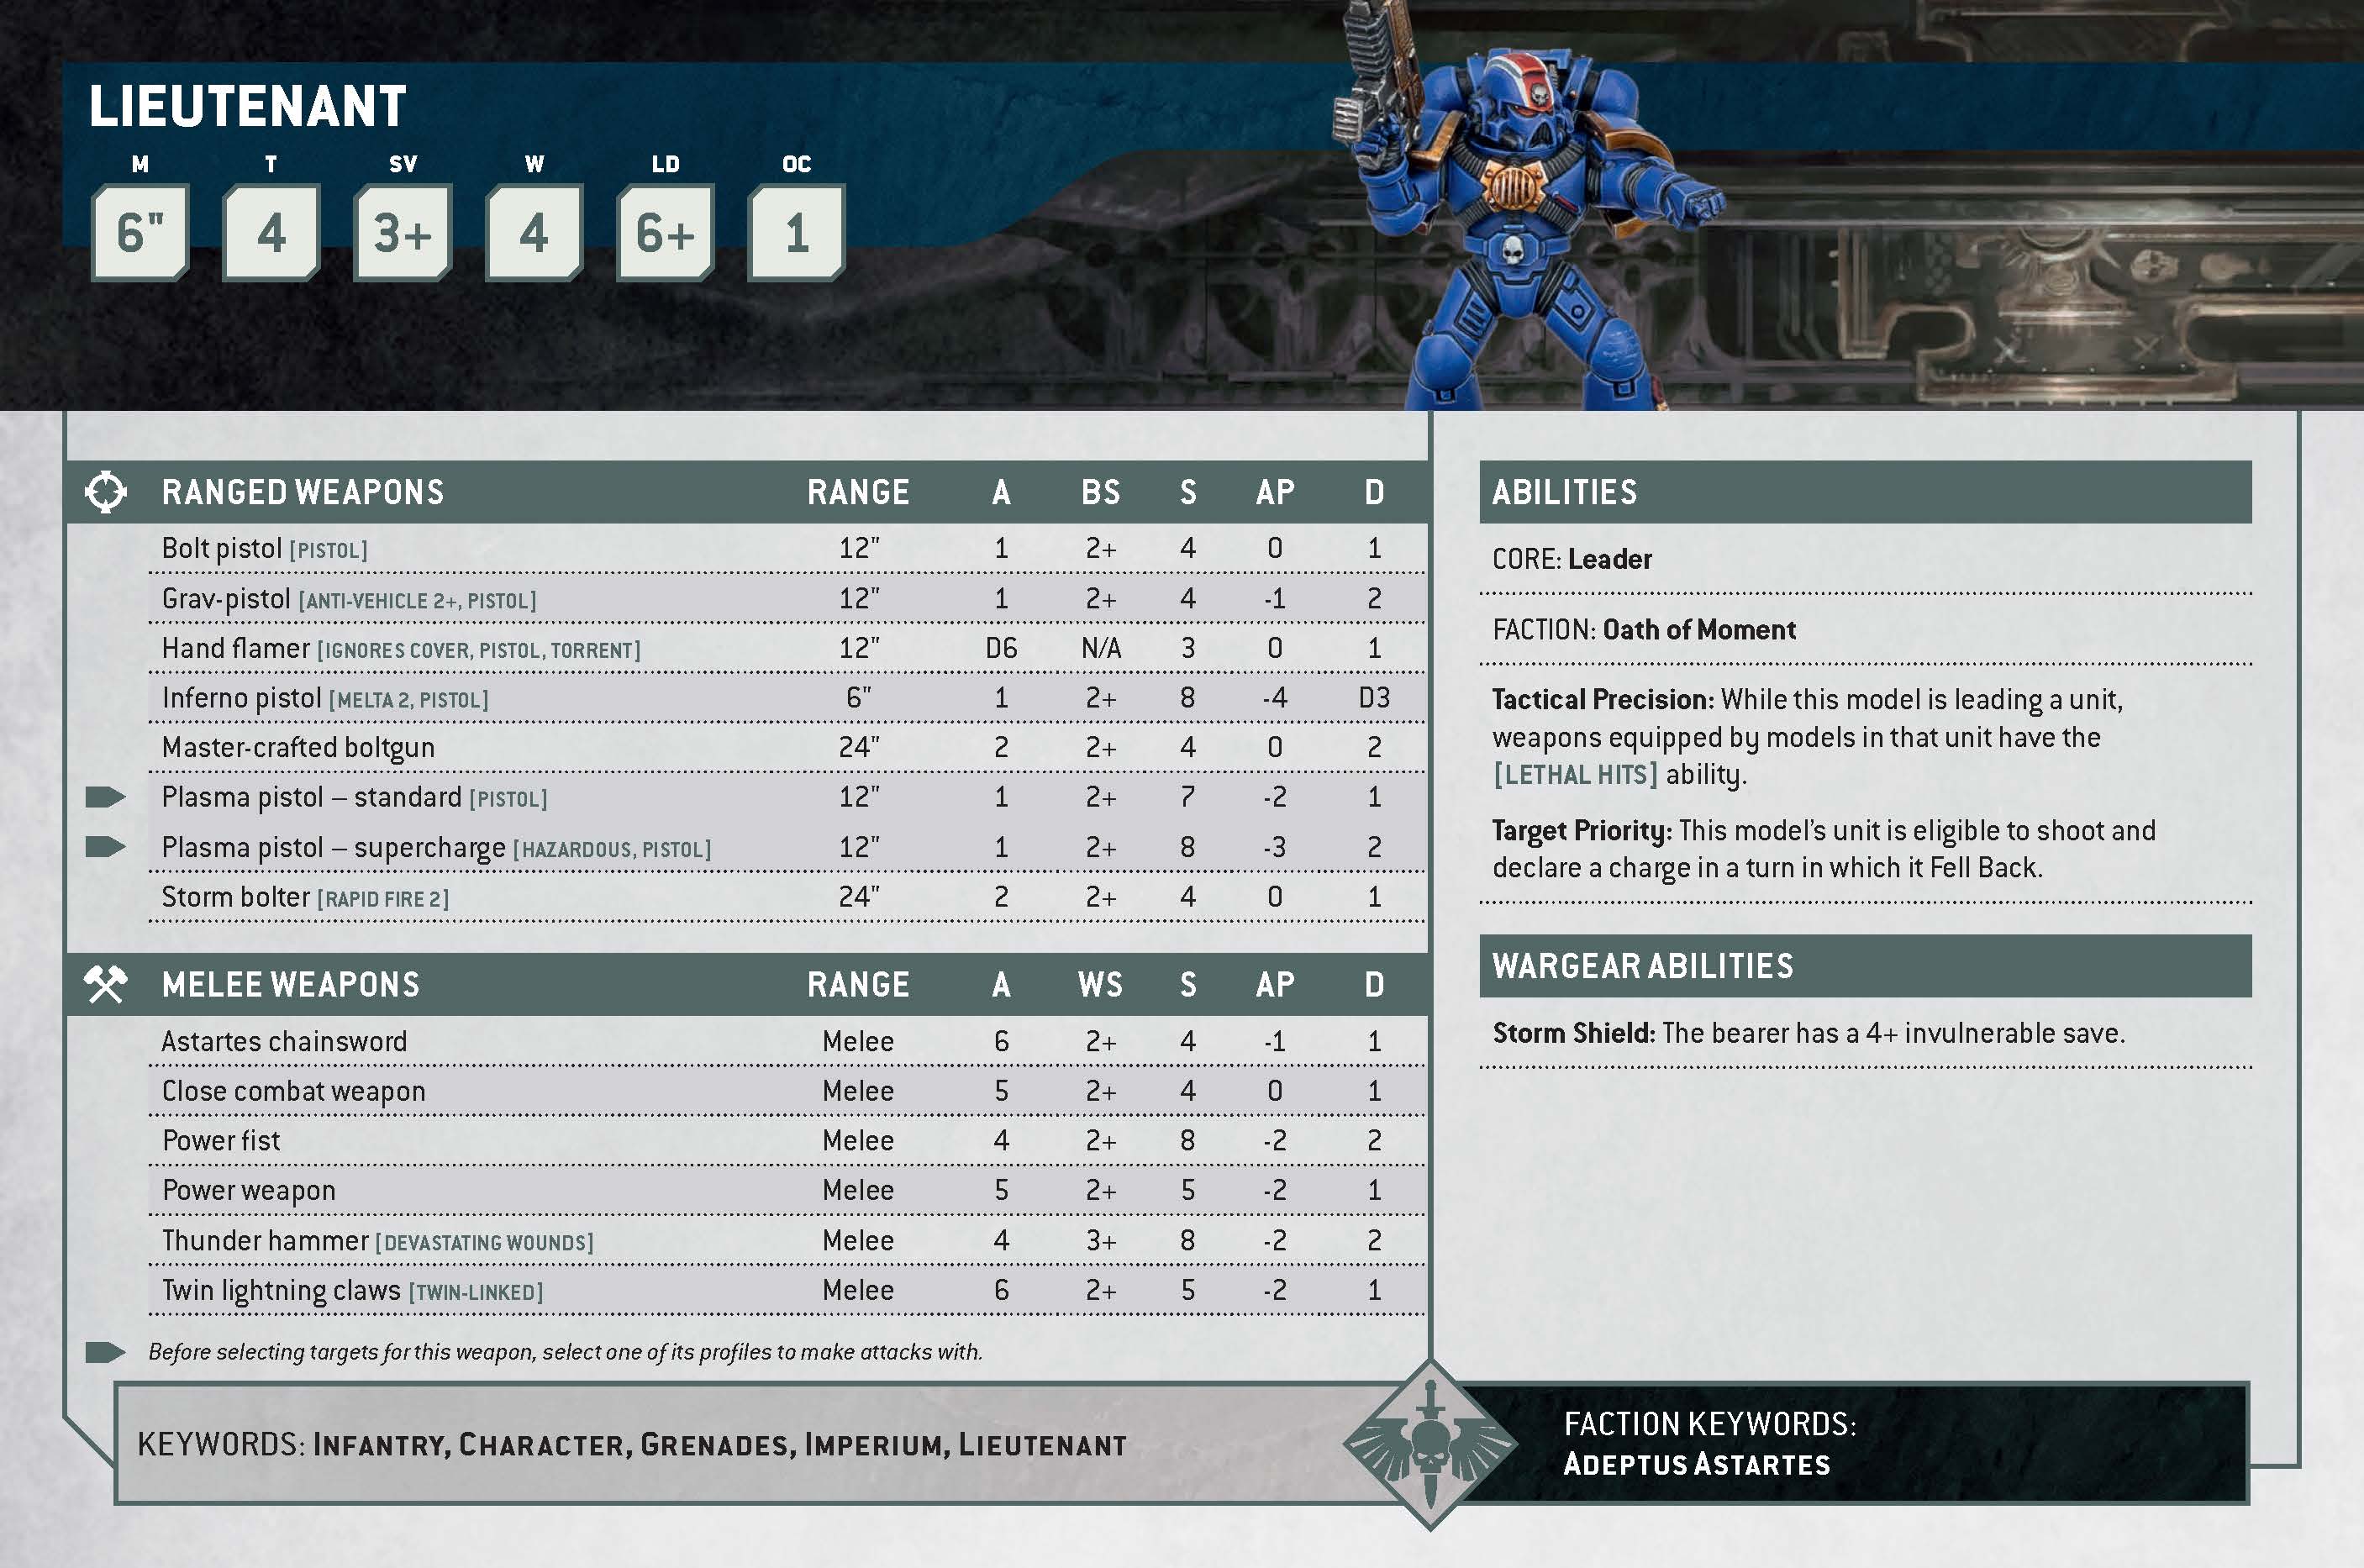 LIEUTENANT
M T SV W LD OC
6" 4 3+ 4 6+ 1
RANGED WEAPONS RANGE A BS S AP D
Bolt pistol [PISTOL] 12" 1 2+ 4 0 1
Grav-pistol [ANTI-VEHICLE 2+, PISTOL] 12" 1 2+ 4 -1 2
Hand flamer [IGNORES COVER, PISTOL, TORRENT] 12" D6 N/A 3 0 1
Inferno pistol [MELTA 2, PISTOL] 6" 1 2+ 8 -4 D3
Master-crafted boltgun 24" 2 2+ 4 0 2
Plasma pistol – standard [PISTOL] 12" 1 2+ 7 -2 1
Plasma pistol – supercharge [HAZARDOUS, PISTOL] 12" 1 2+ 8 -3 2
Storm bolter [RAPID FIRE 2] 24" 2 2+ 4 0 1
MELEE WEAPONS RANGE A WS S AP D
Astartes chainsword Melee 6 2+ 4 -1 1
Close combat weapon Melee 5 2+ 4 0 1
Power fist Melee 4 2+ 8 -2 2
Power weapon Melee 5 2+ 5 -2 1
Thunder hammer [DEVASTATING WOUNDS] Melee 4 3+ 8 -2 2
Twin lightning claws [TWIN-LINKED] Melee 6 2+ 5 -2 1
Before selecting targets for this weapon, select one of its profiles to make attacks with.
ABILITIES
CORE: Leader
FACTION: Oath of Moment
Tactical Precision: While this model is leading a unit,
weapons equipped by models in that unit have the
[LETHAL HITS] ability.
Target Priority: This model's unit is eligible to shoot and
declare a charge in a turn in which it Fell Back.
WARGEAR ABILITIES
Storm Shield: The bearer has a 4+ invulnerable save.
KEYWORDS: INFANTRY, CHARACTER, GRENADES, IMPERIUM, LIEUTENANT
FACTION KEYWORDS:
ADEPTUS ASTARTES